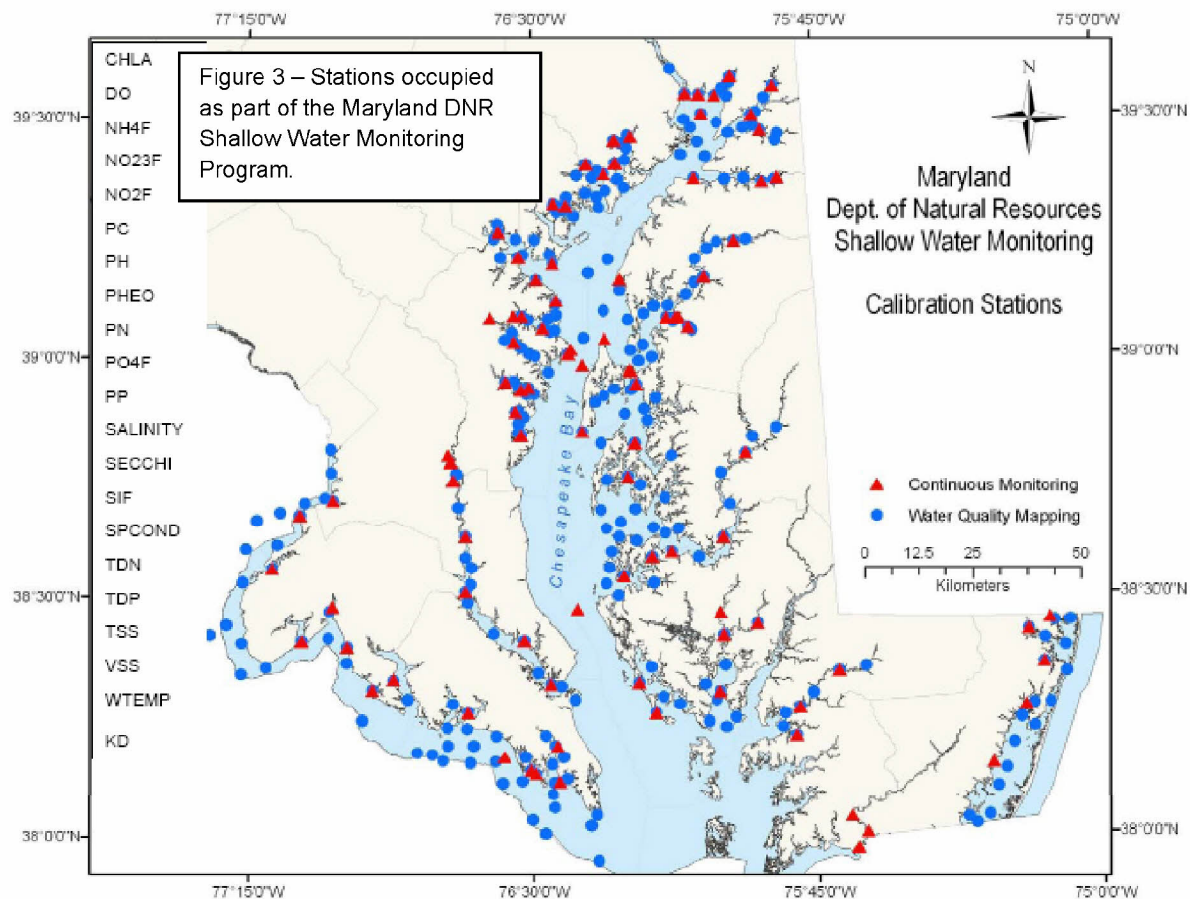 77°15'0"W
76°30'0"W
75°45'0"W
75°0'0"W
CHLA
DO
NH4F
NO23F
NO2F
PC
PH
PHEO
PN
PO4F
PP
SALINITY
SECCHI
SIF
SPCOND
TDN
TDP
TSS
VSS
WTEMP
KD
Figure 3 – Stations occupied
as part of the Maryland DNR
Shallow Water Monitoring
Program.
N
Maryland
Dept. of Natural Resources
Shallow Water Monitoring
Calibration Stations
Chesapeake Bay
Continuous Monitoring
Water Quality Mapping
0 12.5 25 50
Kilometers
39°30'0"N
39°0'0"N
38°30'0"N
38°0'0"N
39°30'0"N
39°0'0"N
38°30'0"N
38°0'0"N
77°15'0"W
76°30'0"W
75°45'0"W
75°0'0"W